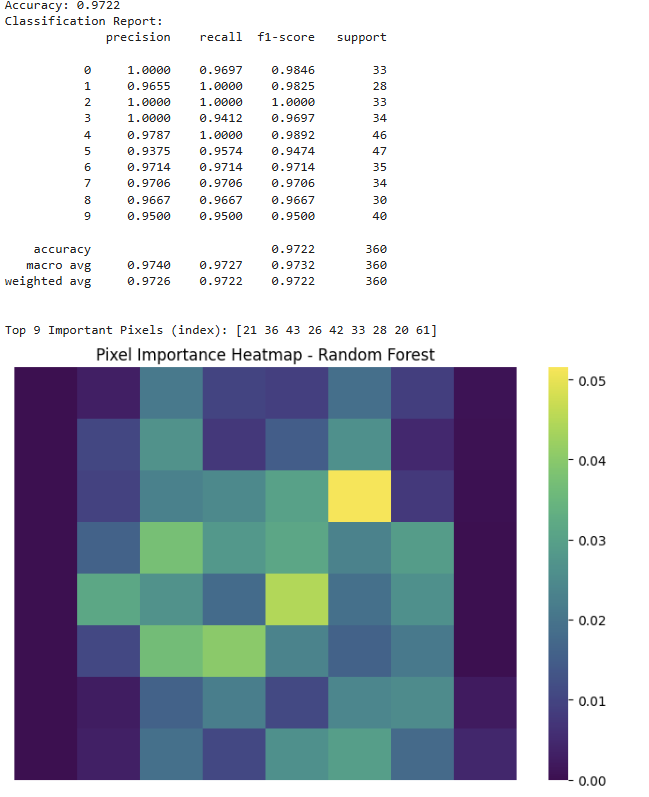 Accuracy: 0.9722
Classification Report:
precision recall f1-score support
0 1.0000 0.9697 0.9846 33
1 0.9655 1.0000 0.9825 28
2 1.0000 1.0000 1.0000 33
3 1.0000 0.9412 0.9697 34
4 0.9787 1.0000 0.9892 46
5 0.9375 0.9574 0.9474 47
6 0.9714 0.9714 0.9714 35
7 0.9706 0.9706 0.9706 34
8 0.9667 0.9667 0.9667 30
9 0.9500 0.9500 0.9500 40
accuracy 0.9722 360
macro avg 0.9740 0.9727 0.9732 360
weighted avg 0.9726 0.9722 0.9722 360
Top 9 Important Pixels (index): [21 36 43 26 42 33 28 20 61]
Pixel Importance Heatmap - Random Forest
0.05
0.04
0.03
0.02
0.01
0.00